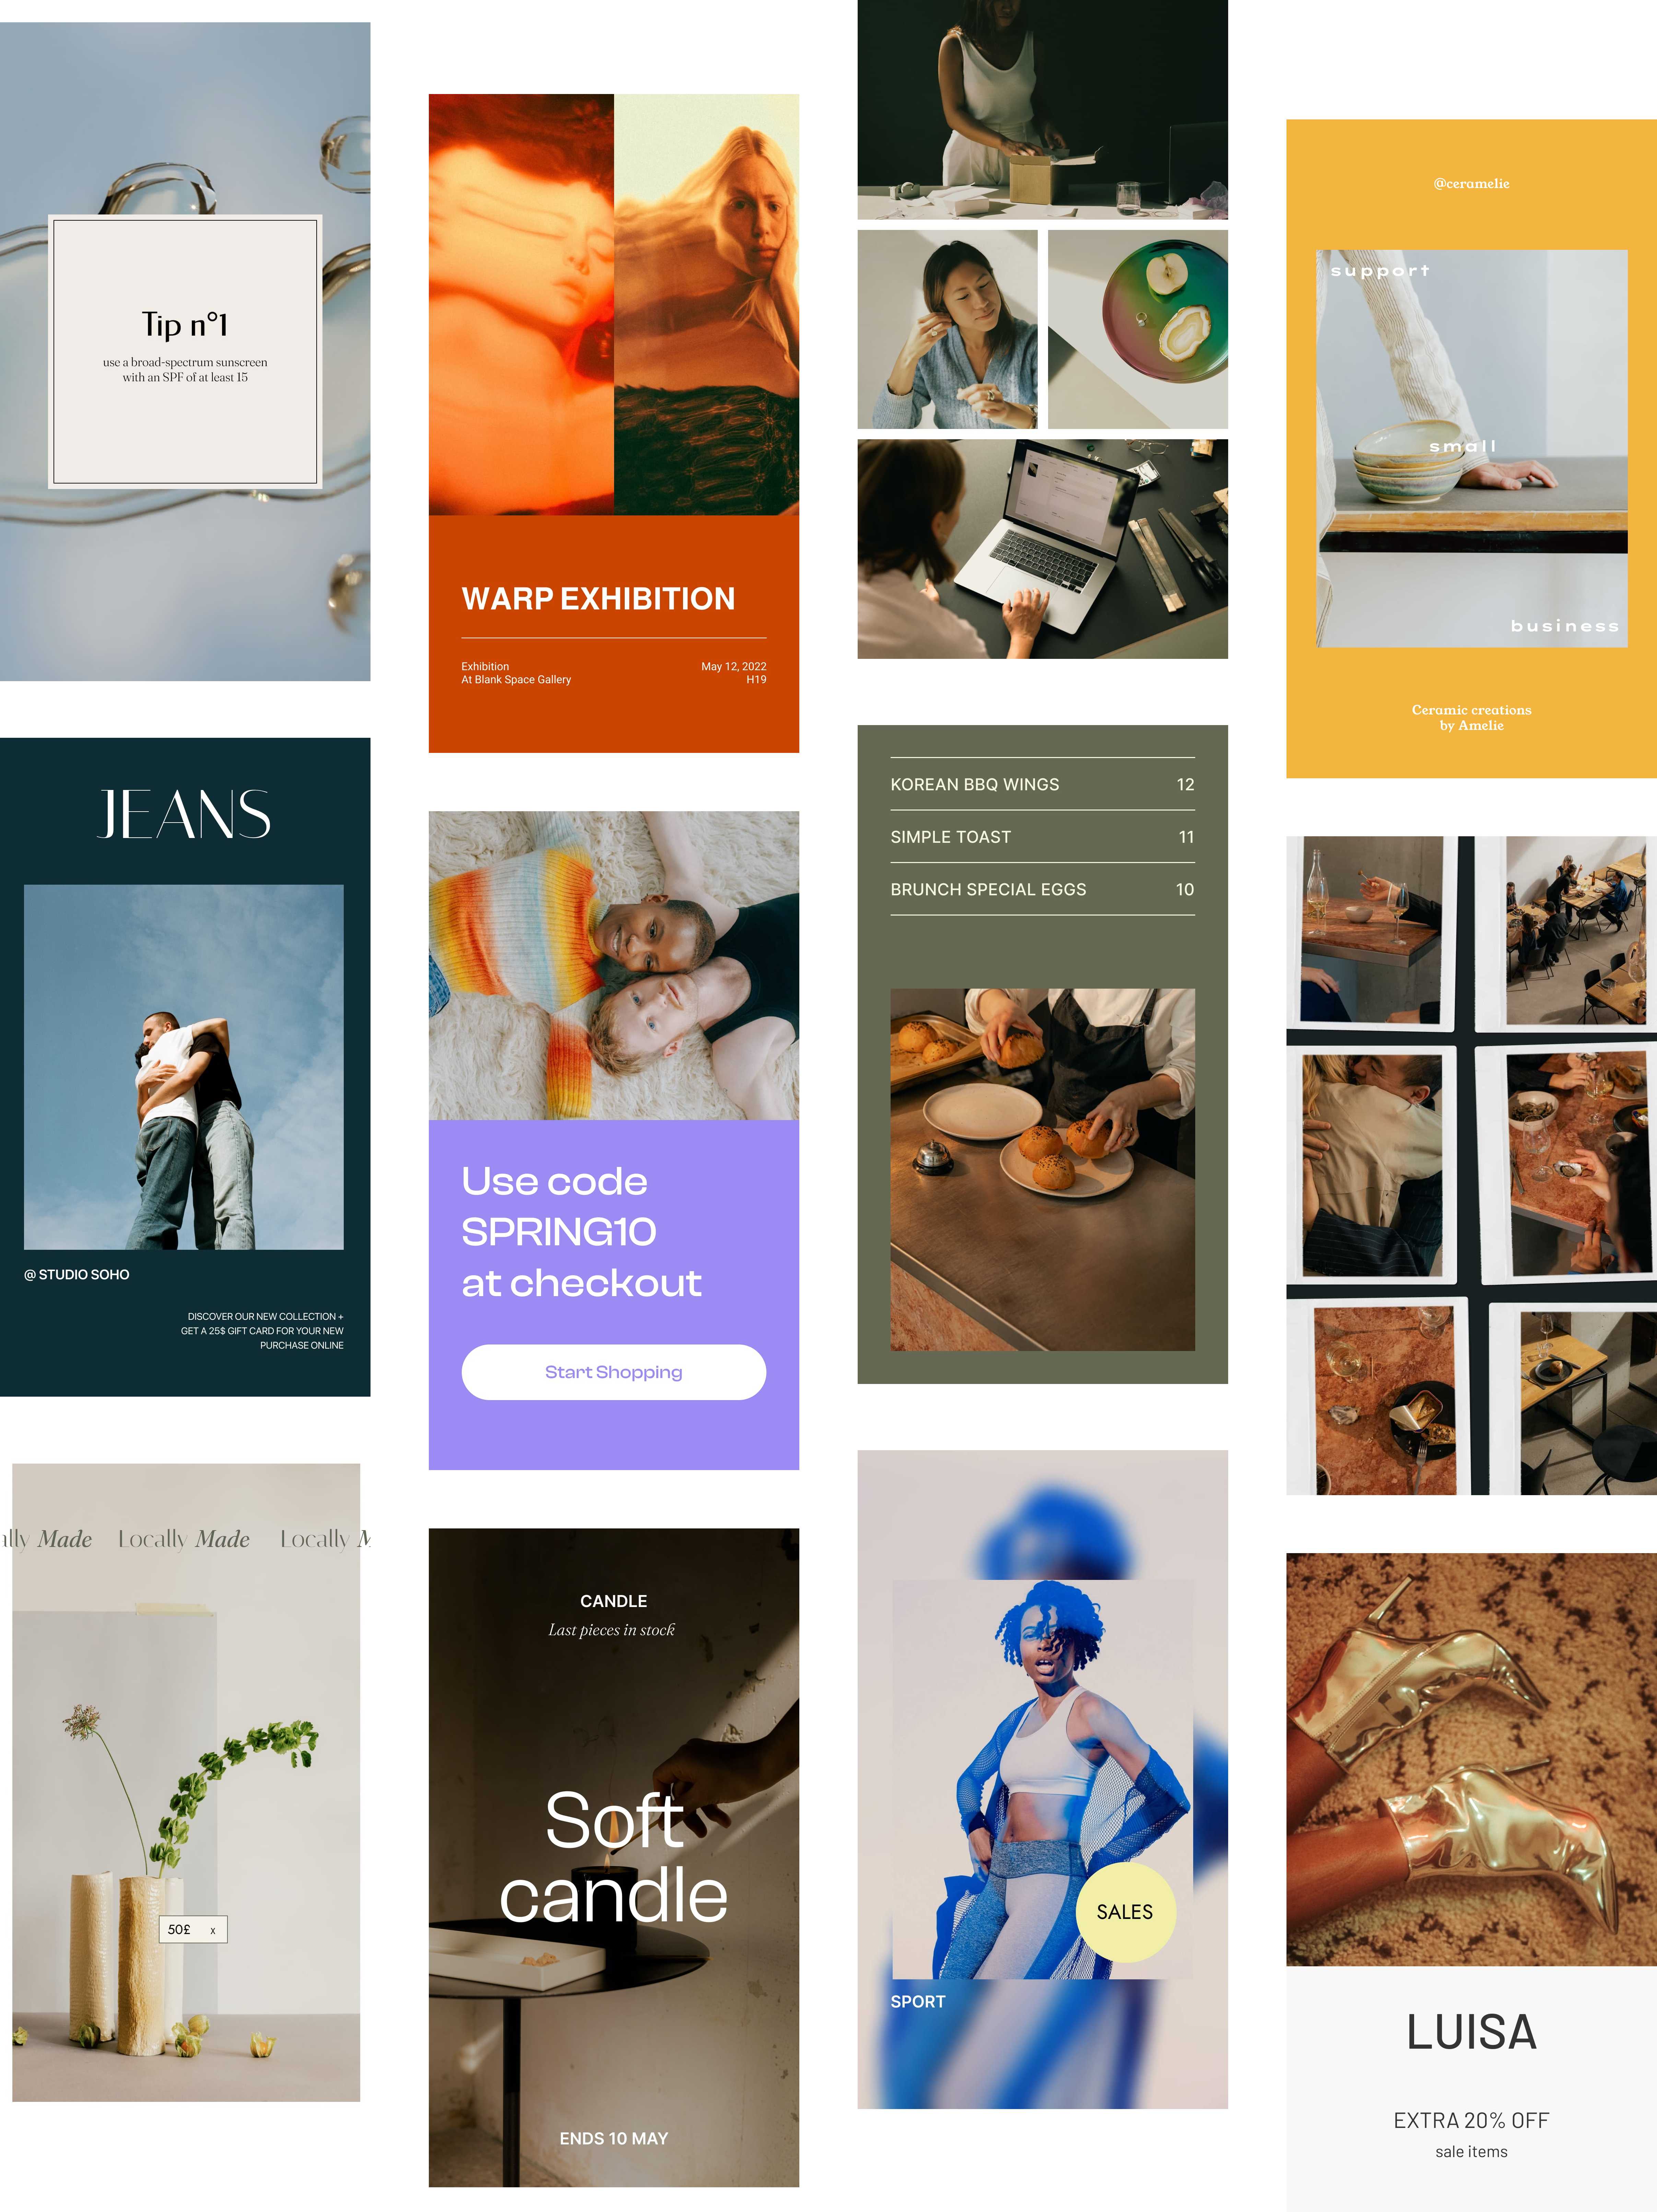 Tip n°1
use a broad-spectrum sunscreen
with an SPF of at least 15
JEANS
@ STUDIO SOHO
DISCOVER OUR NEW COLLECTION +
GET A 25$ GIFT CARD FOR YOUR NEW
PURCHASE ONLINE
ally Made Locally Made Locally M
50£ x
WARP EXHIBITION
Exhibition May 12, 2022
At Blank Space Gallery H19
Use code
SPRING10
at checkout
Start Shopping
CANDLE
Last pieces in stock
Soft
candle
ENDS 10 MAY
KOREAN BBQ WINGS 12
SIMPLE TOAST 11
BRUNCH SPECIAL EGGS 10
SALES
SPORT
@ceramelie
support
small
business
Ceramic creations
by Amelie
LUISA
EXTRA 20% OFF
sale items